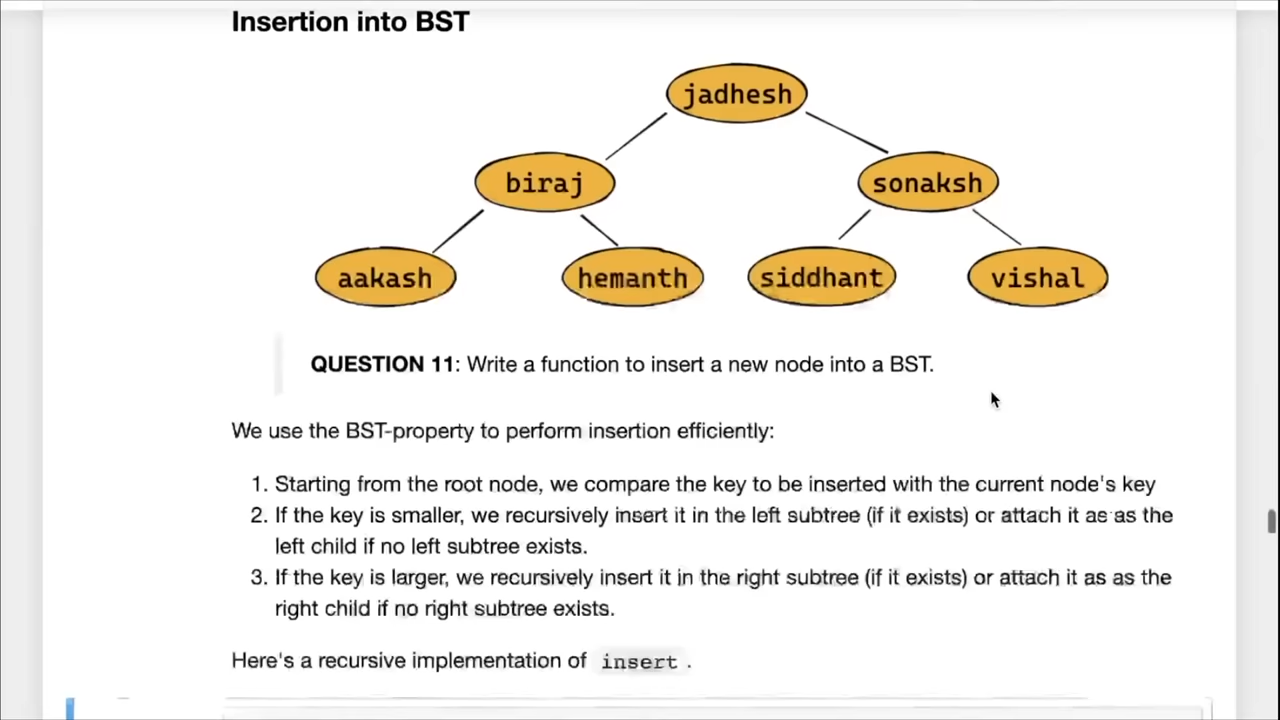 Insertion into BST
jadhesh
biraj
sonaksh
aakash
hemanth
siddhant
vishal
QUESTION 11: Write a function to insert a new node into a BST.
We use the BST-property to perform insertion efficiently:
1. Starting from the root node, we compare the key to be inserted with the current node's key
2. If the key is smaller, we recursively insert it in the left subtree (if it exists) or attach it as as the
left child if no left subtree exists.
3. If the key is larger, we recursively insert it in the right subtree (if it exists) or attach it as as the
right child if no right subtree exists.
Here's a recursive implementation of insert .